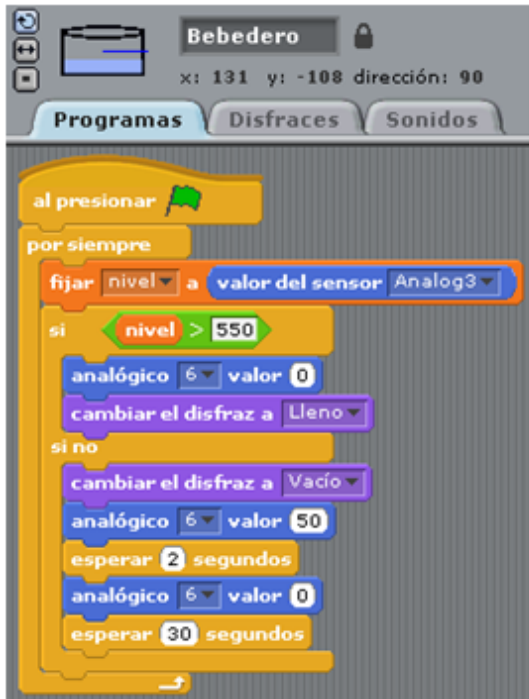 Bebedero
x: 131 y: -108 dirección: 90
Programas Disfraces Sonidos
al presionar
por siempre
fijar nivel a valor del sensor Analog3
si nivel > 550
analógico 6 valor 0
cambiar el disfraz a Lleno
si no
cambiar el disfraz a Vacío
analógico 6 valor 50
esperar 2 segundos
analógico 6 valor 0
esperar 30 segundos